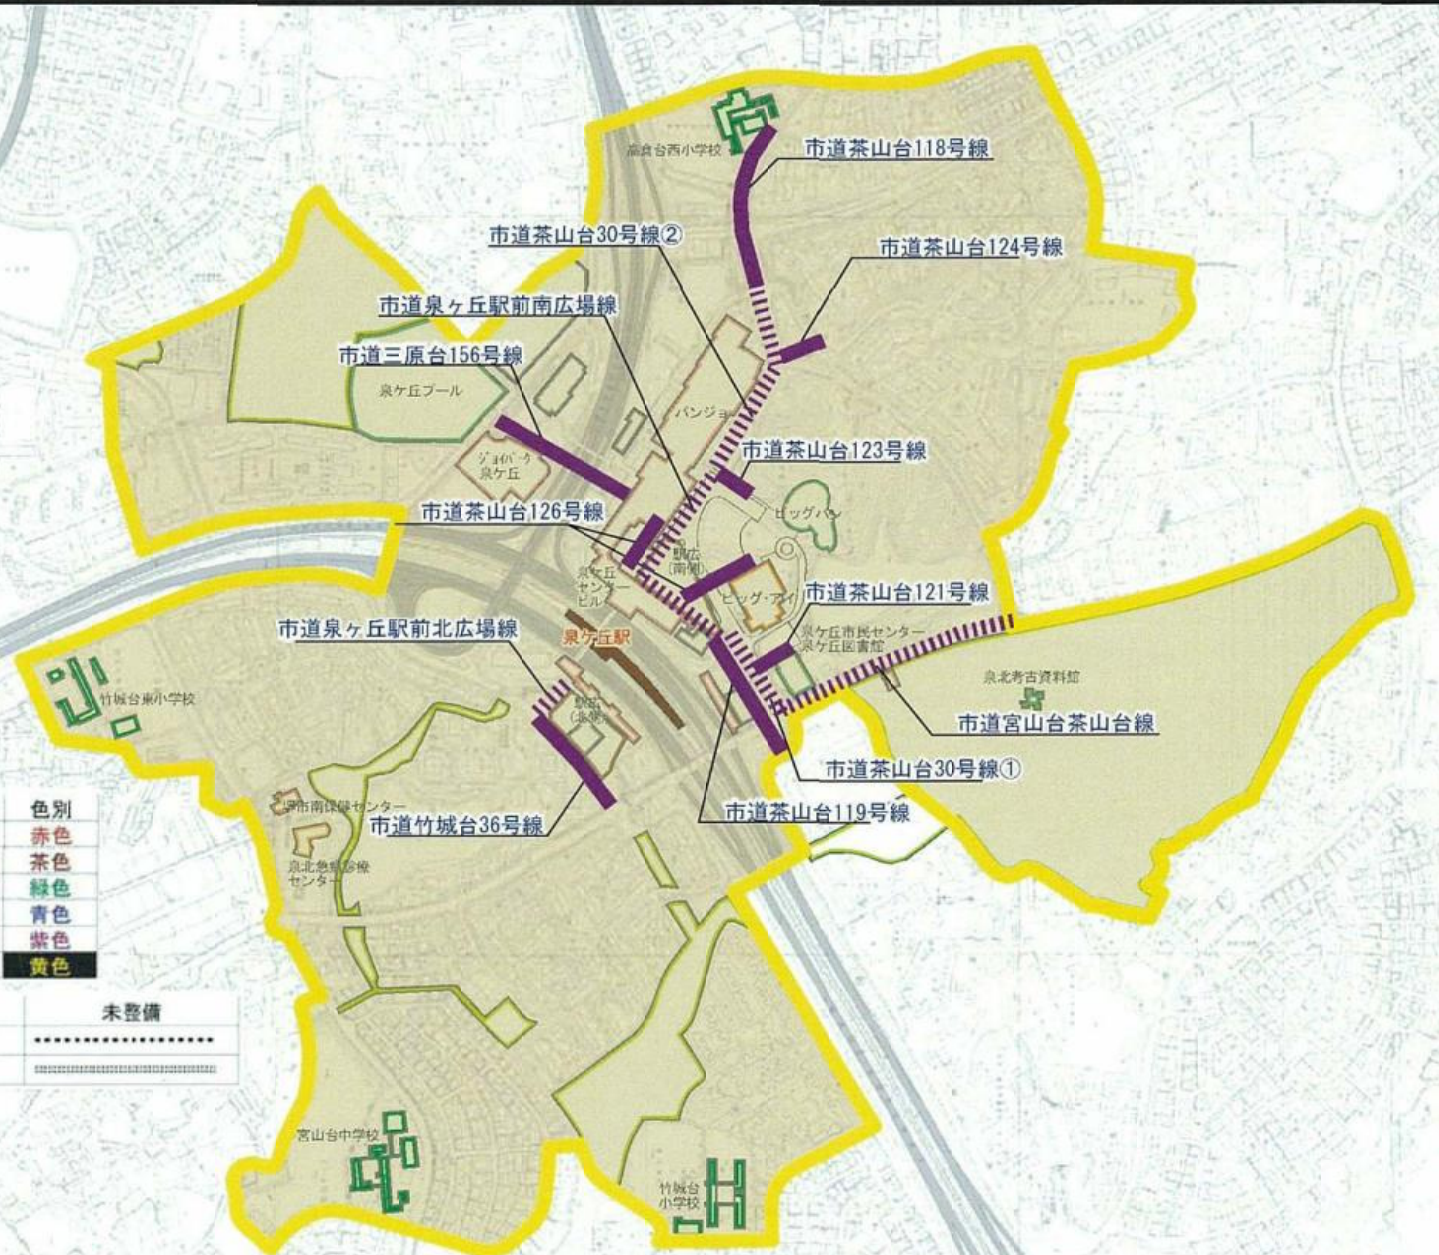 高倉台西小学校
市道茶山台118号線
市道茶山台30号線②
市道茶山台124号線
市道泉ヶ丘駅前南広場線
市道三原台156号線
泉ケ丘プール
パンジョ
ジョイパーク
泉ケ丘
市道茶山台123号線
市道茶山台126号線
ビッグバン
駅広
(南側)
泉ケ丘
センター
ビル
ビッグ・アイ
市道茶山台121号線
市道泉ヶ丘駅前北広場線
泉ケ丘駅
泉ケ丘市民センター
泉ケ丘図書館
竹城台東小学校
泉北考古資料館
駅広
(北側)
市道宮山台茶山台線
市道茶山台30号線①
市道茶山台119号線
堺市南保健センター
市道竹城台36号線
泉北急病診療
センター
色別
赤色
茶色
緑色
青色
紫色
黄色
未整備
宮山台中学校
竹城台
小学校